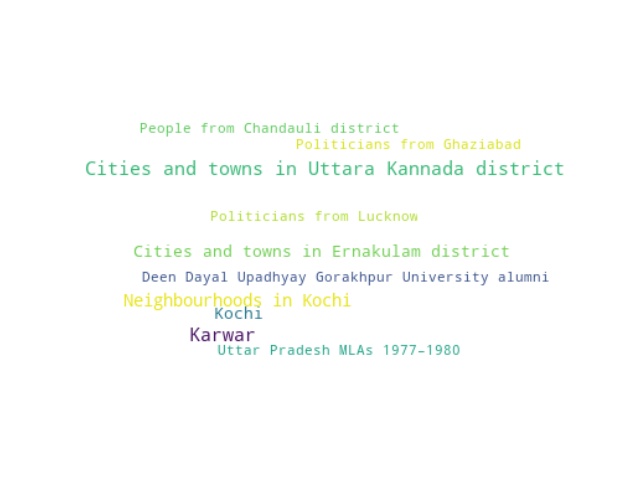 People from Chandauli district
Politicians from Ghaziabad
Cities and towns in Uttara Kannada district
Politicians from Lucknow
Cities and towns in Ernakulam district
Deen Dayal Upadhyay Gorakhpur University alumni
Neighbourhoods in Kochi
Kochi
Karwar
Uttar Pradesh MLAs 1977–1980